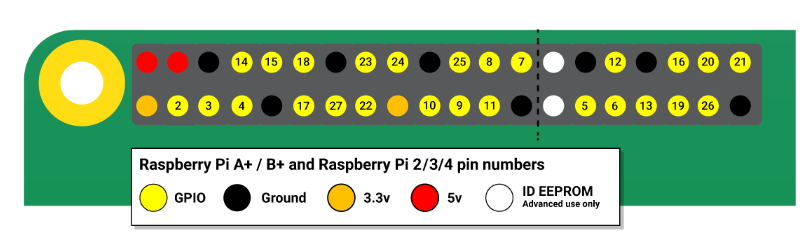 14 15 18 23 24 25 8 7 12 16 20 21
2 3 4 17 27 22 10 9 11 5 6 13 19 26
Raspberry Pi A+ / B+ and Raspberry Pi 2/3/4 pin numbers
GPIO Ground 3.3v 5v ID EEPROM
Advanced use only